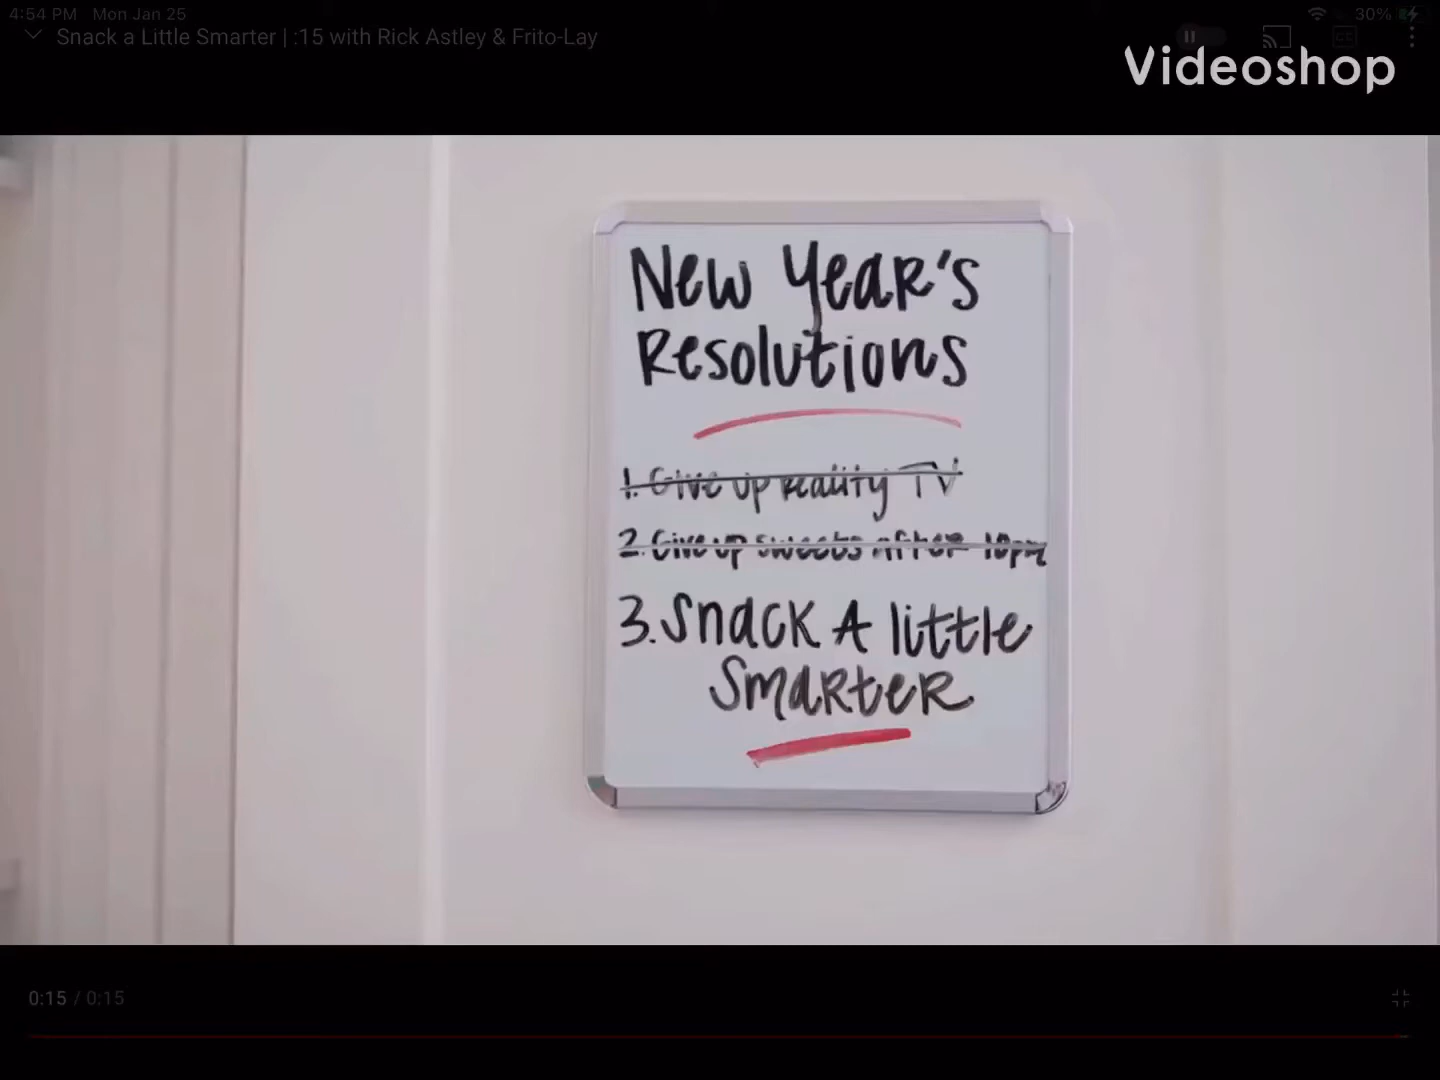 4:54 PM Mon Jan 25
30%
Snack a Little Smarter | :15 with Rick Astley & Frito-Lay
CC
Videoshop
New Year's
Resolutions
1. Give up reality TV
2. Give up sweets after 10pm
3. Snack A little
Smarter
0:15 / 0:15